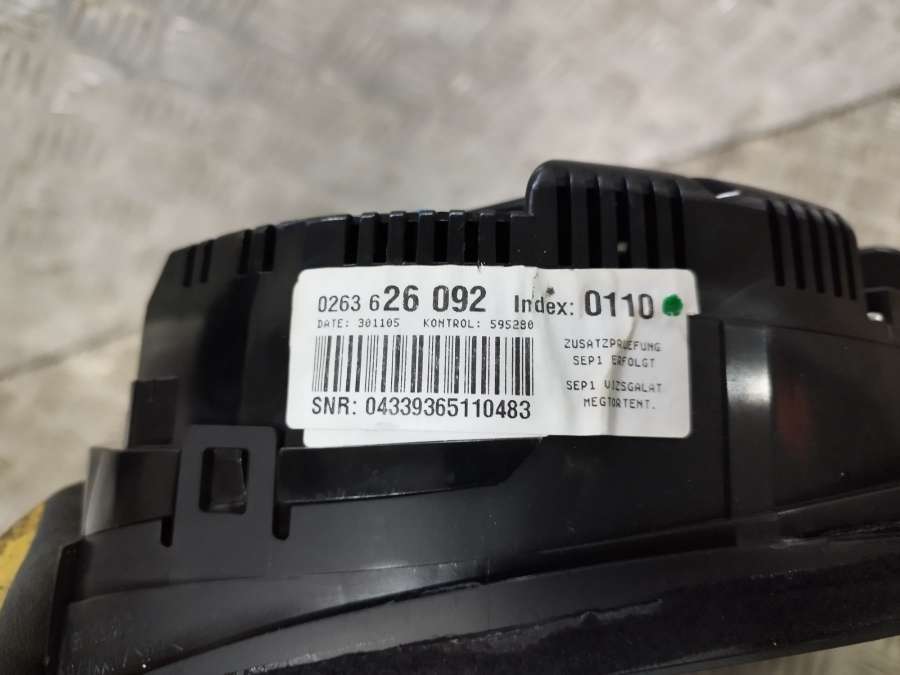 0263 626 092 Index: 0110
DATE: 301105 KONTROL: 595280
ZUSATZPRUEFUNG
SEP1 ERFOLGT
SEP1 VIZSGALAT
MEGTORTENT.
SNR: 04339365110483